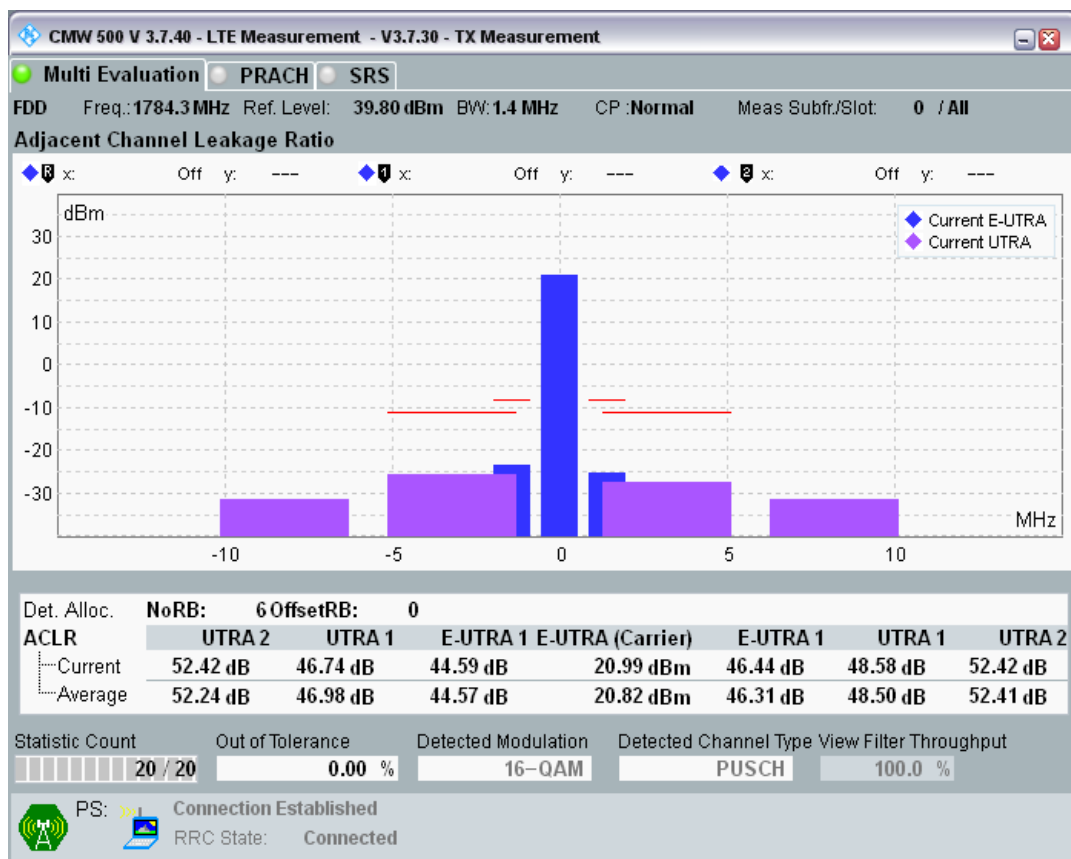 CMW 500 V 3.7.40 - LTE Measurement - V3.7.30 - TX Measurement
Multi Evaluation PRACH SRS
FDD Freq.: 1784.3 MHz Ref. Level: 39.80 dBm BW: 1.4 MHz CP :Normal Meas Subfr./Slot: 0 / All
Adjacent Channel Leakage Ratio
R x: Off y: --- 1 x: Off y: --- 2 x: Off y: ---
dBm
Current E-UTRA
Current UTRA
30
20
10
0
-10
-20
-30
MHz
-10 -5 0 5 10
Det. Alloc. NoRB: 6 OffsetRB: 0
ACLR UTRA 2 UTRA 1 E-UTRA 1 E-UTRA (Carrier) E-UTRA 1 UTRA 1 UTRA 2
Current 52.42 dB 46.74 dB 44.59 dB 20.99 dBm 46.44 dB 48.58 dB 52.42 dB
Average 52.24 dB 46.98 dB 44.57 dB 20.82 dBm 46.31 dB 48.50 dB 52.41 dB
Statistic Count Out of Tolerance Detected Modulation Detected Channel Type View Filter Throughput
20 / 20 0.00 % 16-QAM PUSCH 100.0 %
PS: Connection Established
RRC State: Connected